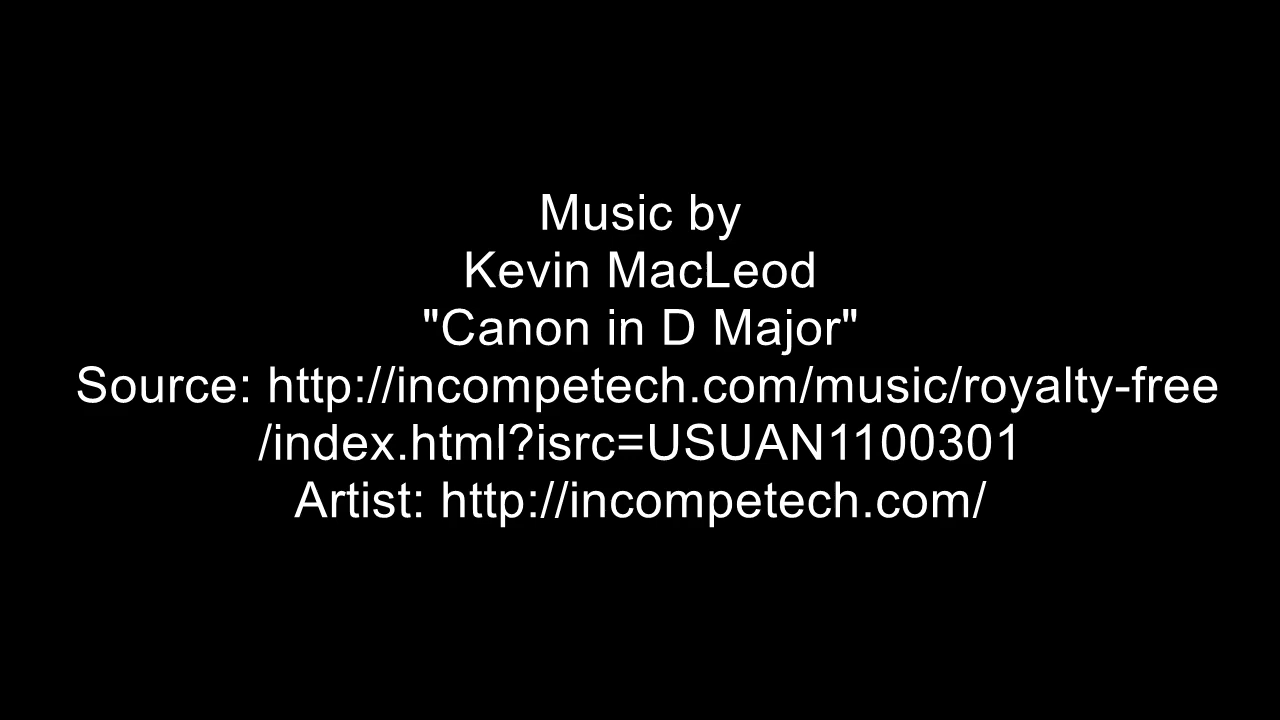 Music by
Kevin MacLeod
"Canon in D Major"
Source: http://incompetech.com/music/royalty-free
/index.html?isrc=USUAN1100301
Artist: http://incompetech.com/